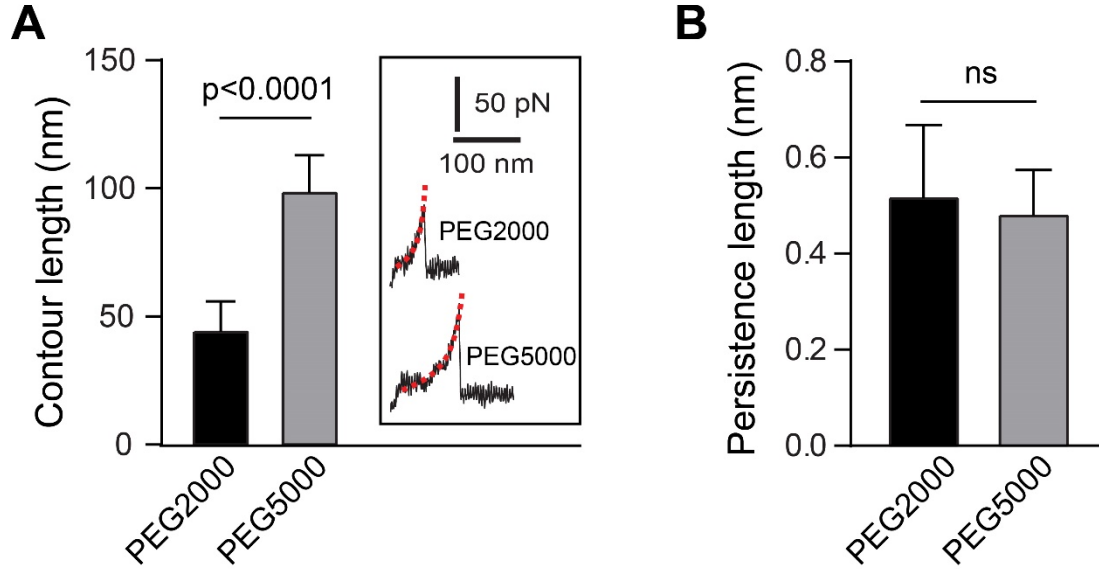 A
Contour length (nm)
150
100
50
0
p<0.0001
50 pN
100 nm
PEG2000
PEG5000
PEG2000
PEG5000
B
Persistence length (nm)
0.8
0.6
0.4
0.2
0.0
ns
PEG2000
PEG5000